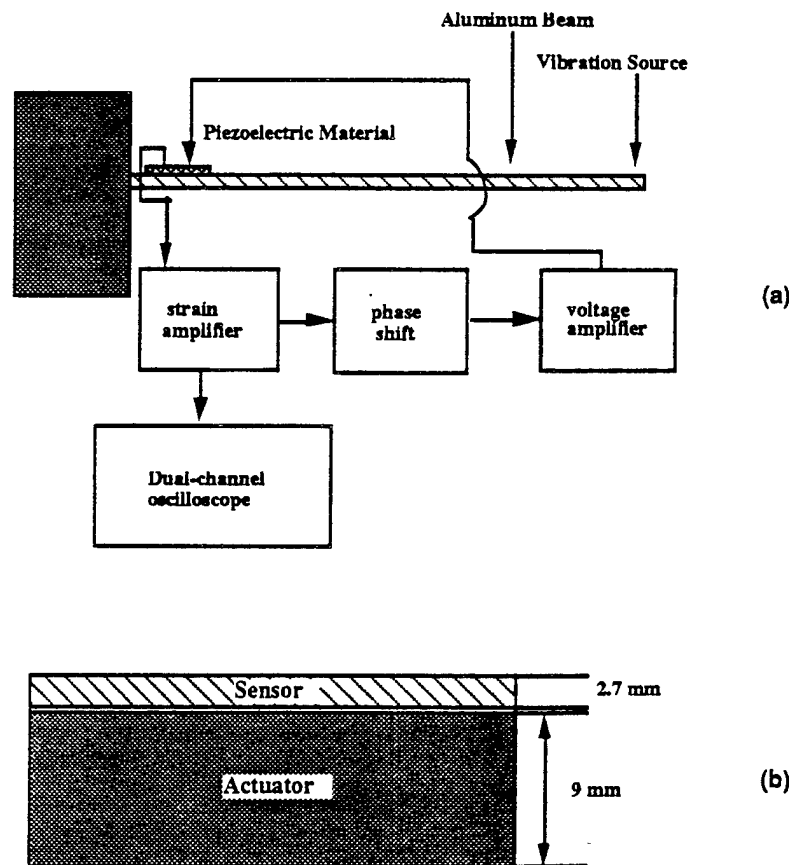 Aluminum Beam
Vibration Source
Piezoelectric Material
(a)
strain
amplifier
phase
shift
voltage
amplifier
Dual-channel
oscilloscope
Sensor
2.7 mm
Actuator
9 mm
(b)